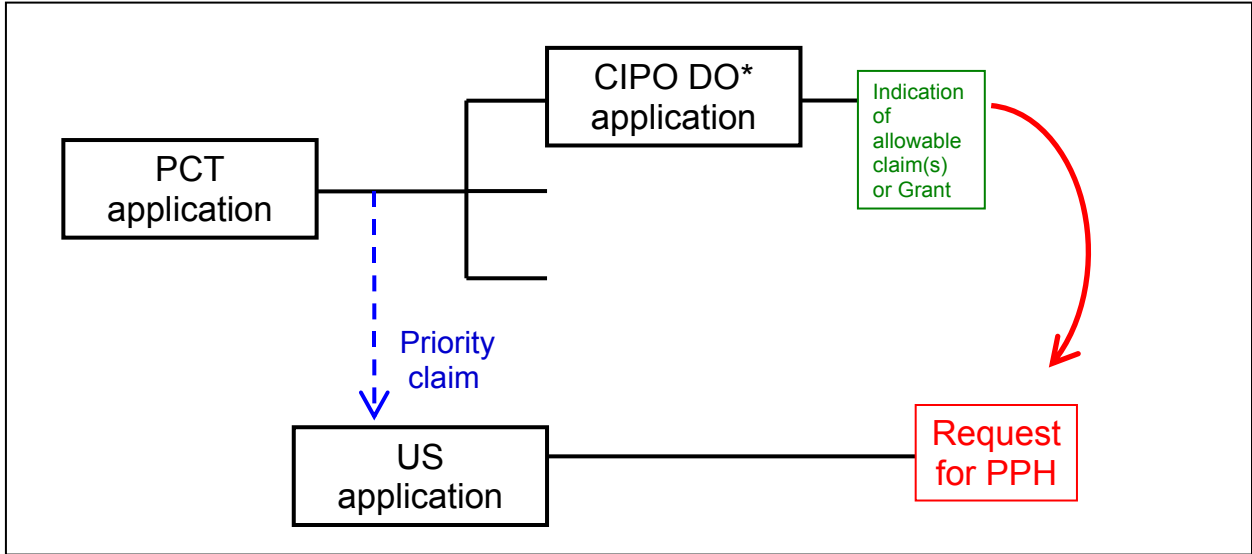 CIPO DO*
application
Indication
of
allowable
claim(s)
or Grant
PCT
application
Priority
claim
US
application
Request
for PPH